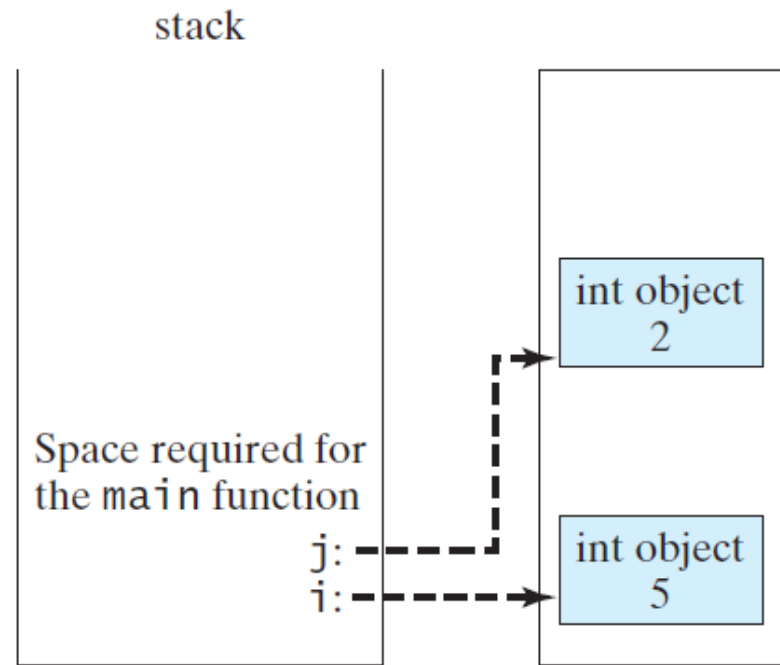 stack
int object
2
Space required for
the main function
j:
i:
int object
5